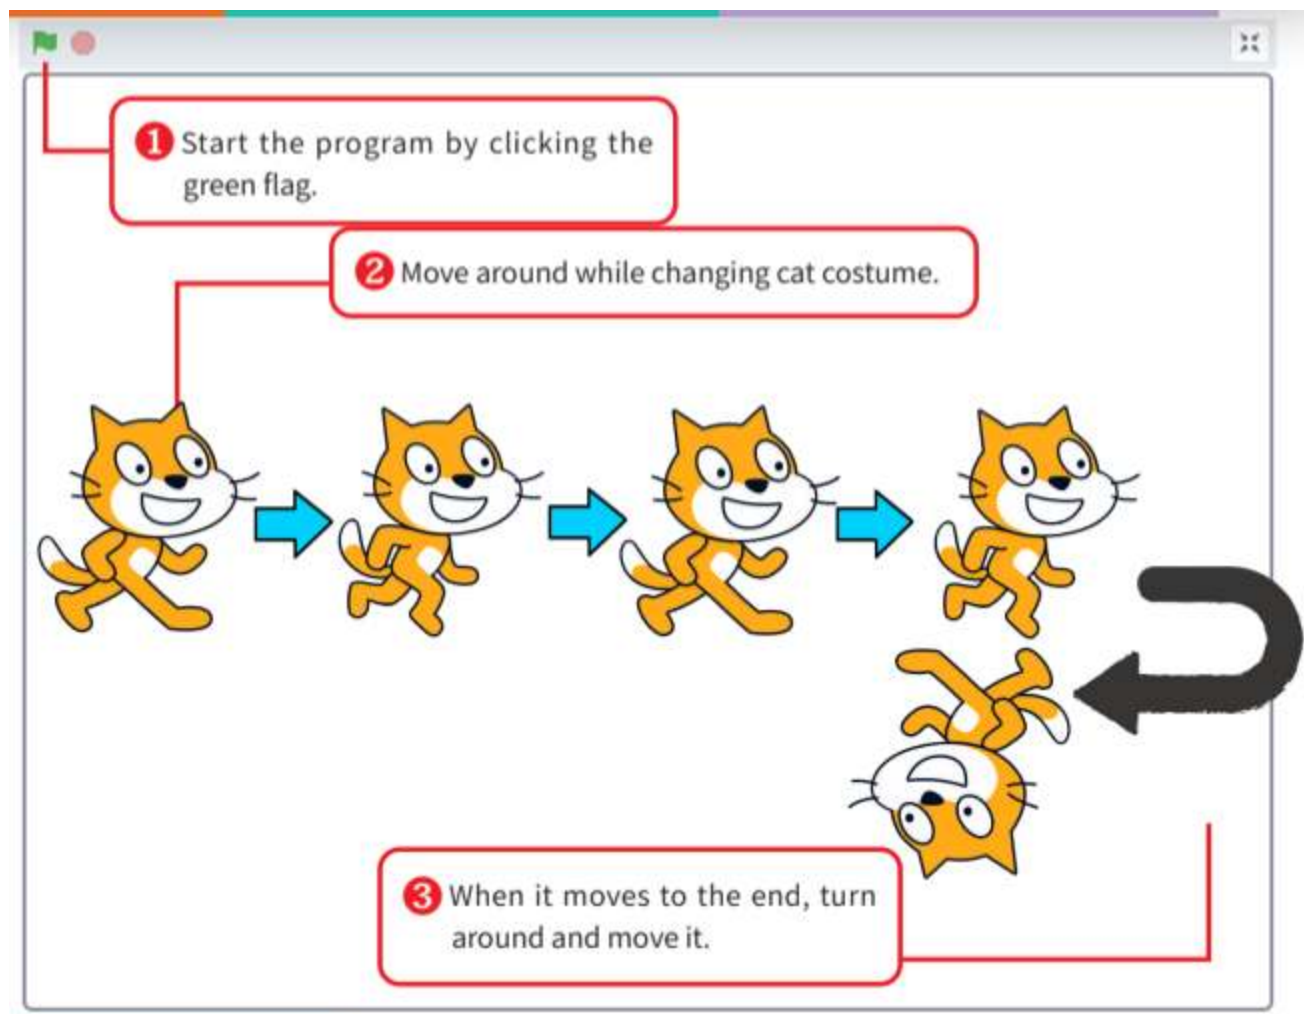 1 Start the program by clicking the
green flag.
2 Move around while changing cat costume.
3 When it moves to the end, turn
around and move it.